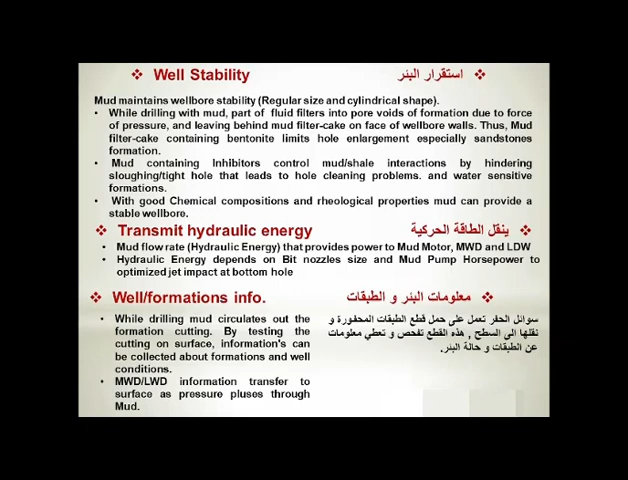 ❖ Well Stability
استقرار البئر ❖
Mud maintains wellbore stability (Regular size and cylindrical shape).
• While drilling with mud, part of fluid filters into pore voids of formation due to force
of pressure, and leaving behind mud filter-cake on face of wellbore walls. Thus, Mud
filter-cake containing bentonite limits hole enlargement especially sandstones
formation.
• Mud containing Inhibitors control mud/shale interactions by hindering
sloughing/tight hole that leads to hole cleaning problems. and water sensitive
formations.
• With good Chemical compositions and rheological properties mud can provide a
stable wellbore.
❖ Transmit hydraulic energy
ينقل الطاقة الحركية ❖
• Mud flow rate (Hydraulic Energy) that provides power to Mud Motor, MWD and LDW
• Hydraulic Energy depends on Bit nozzles size and Mud Pump Horsepower to
optimized jet impact at bottom hole
❖ Well/formations info.
معلومات البئر و الطبقات ❖
• While drilling mud circulates out the
formation cutting. By testing the
cutting on surface, information's can
be collected about formations and well
conditions.
• MWD/LWD information transfer to
surface as pressure pluses through
Mud.
سوائل الحفر تعمل على حمل قطع الطبقات المحفورة و
نقلها الى السطح , هذه القطع تفحص و تعطي معلومات
عن الطبقات و حالة البئر.